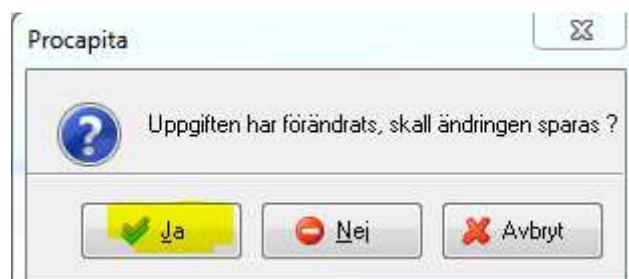 Procapita
Uppgiften har förändrats, skall ändringen sparas ?
Ja
Nej
Avbryt